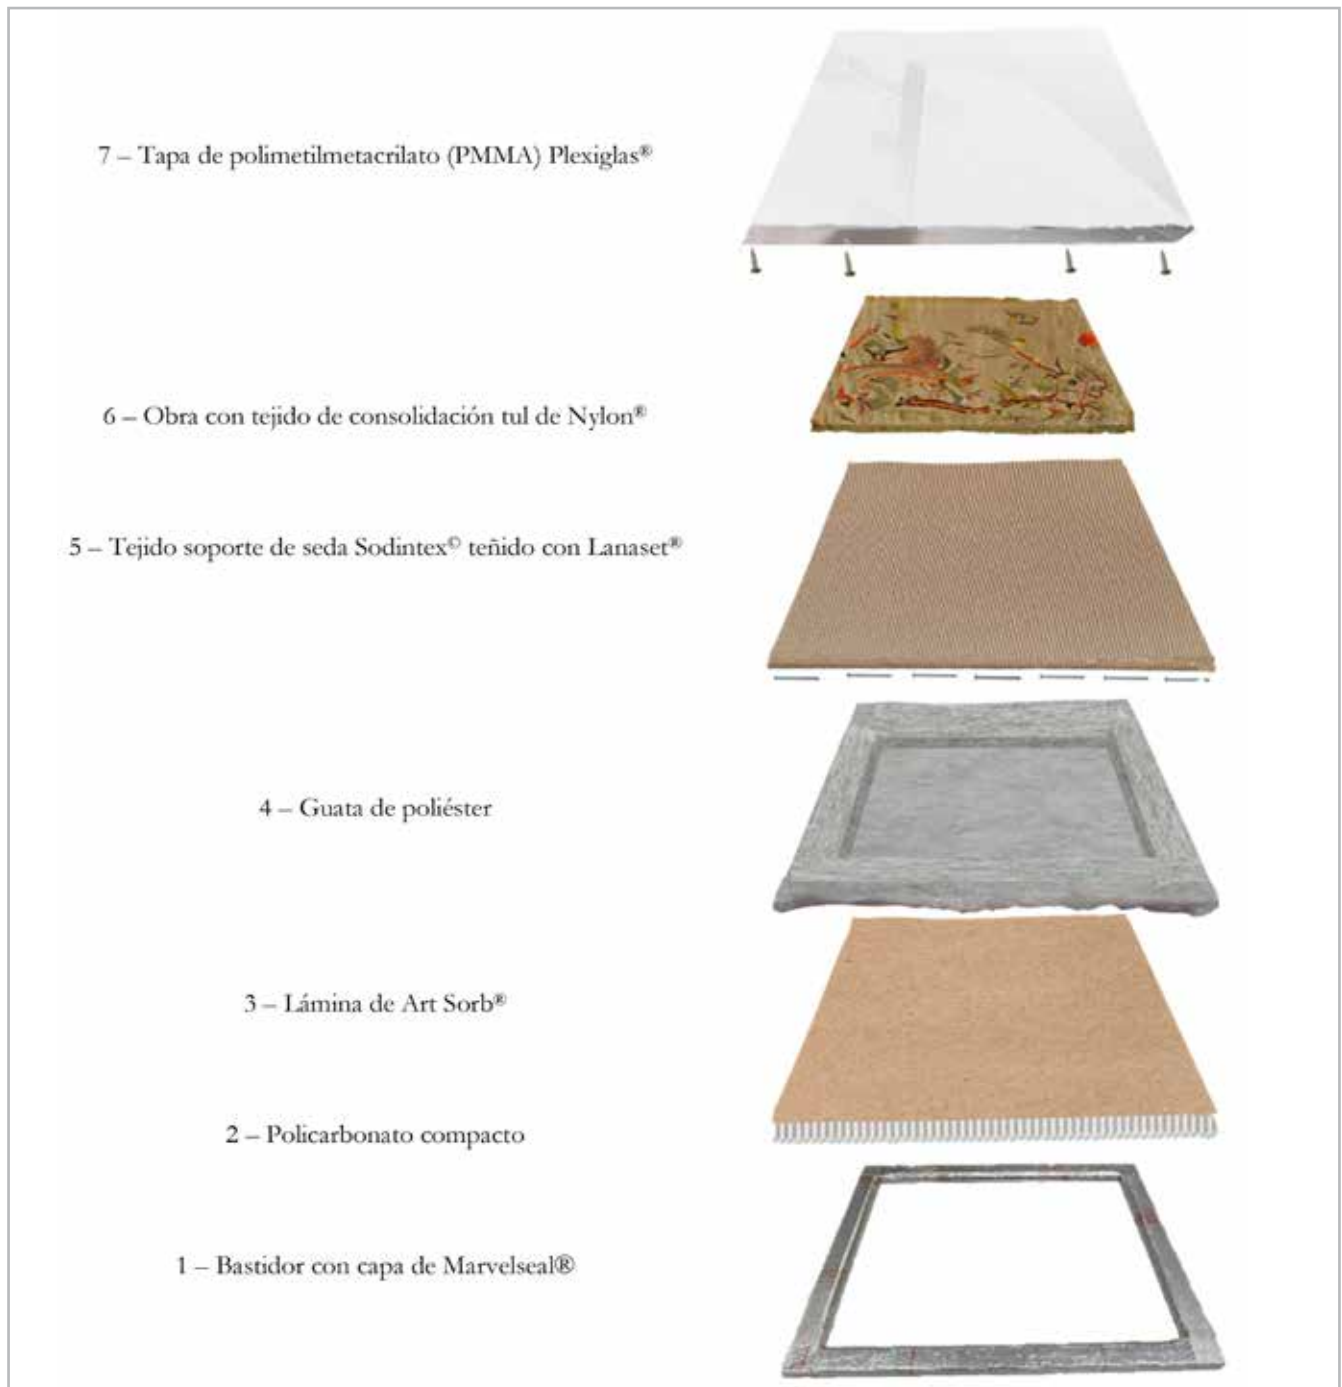 7 – Tapa de polimetilmetacrilato (PMMA) Plexiglas®
6 – Obra con tejido de consolidación tul de Nylon®
5 – Tejido soporte de seda Sodintex© teñido con Lanaset®
4 – Guata de poliéster
3 – Lámina de Art Sorb®
2 – Policarbonato compacto
1 – Bastidor con capa de Marvelseal®